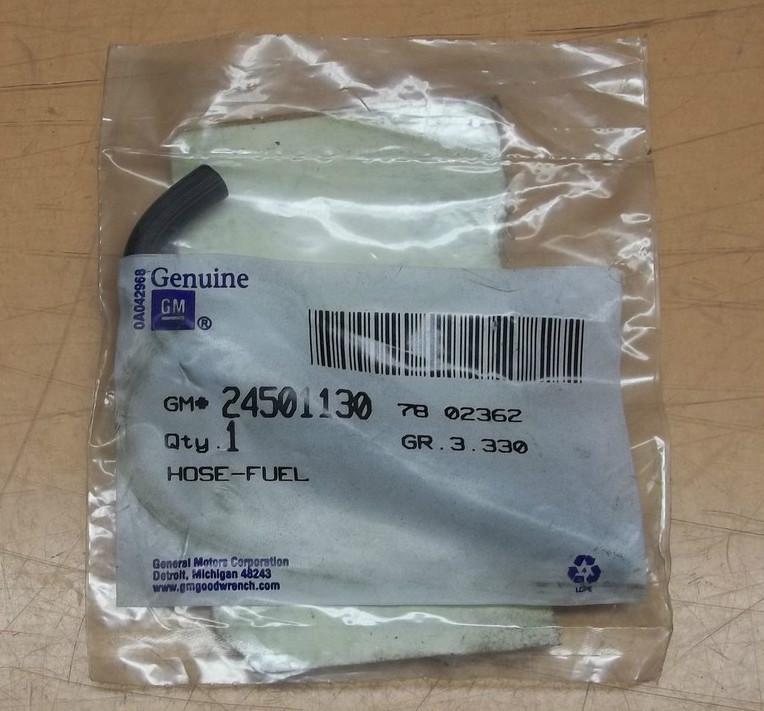 0A042968
Genuine
GM
®
GM# 24501130 78 02362
Qty.1 GR.3.330
HOSE-FUEL
General Motors Corporation
Detroit, Michigan 48243
www.gmgoodwrench.com
4
LDPE